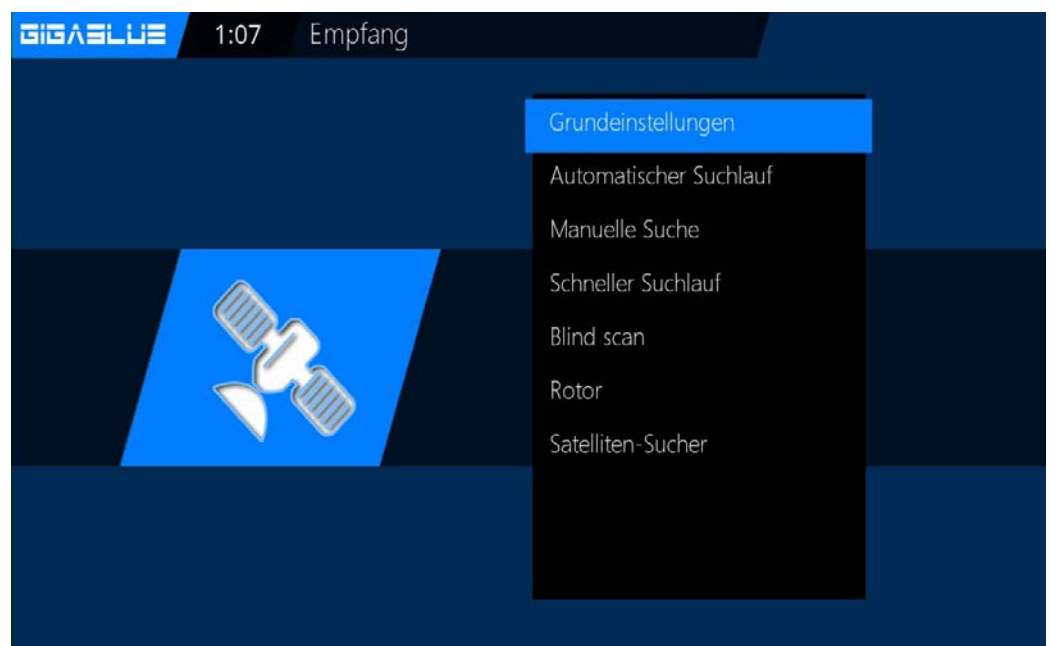 GIGABLUE 1:07 Empfang
Grundeinstellungen
Automatischer Suchlauf
Manuelle Suche
Schneller Suchlauf
Blind scan
Rotor
Satelliten-Sucher